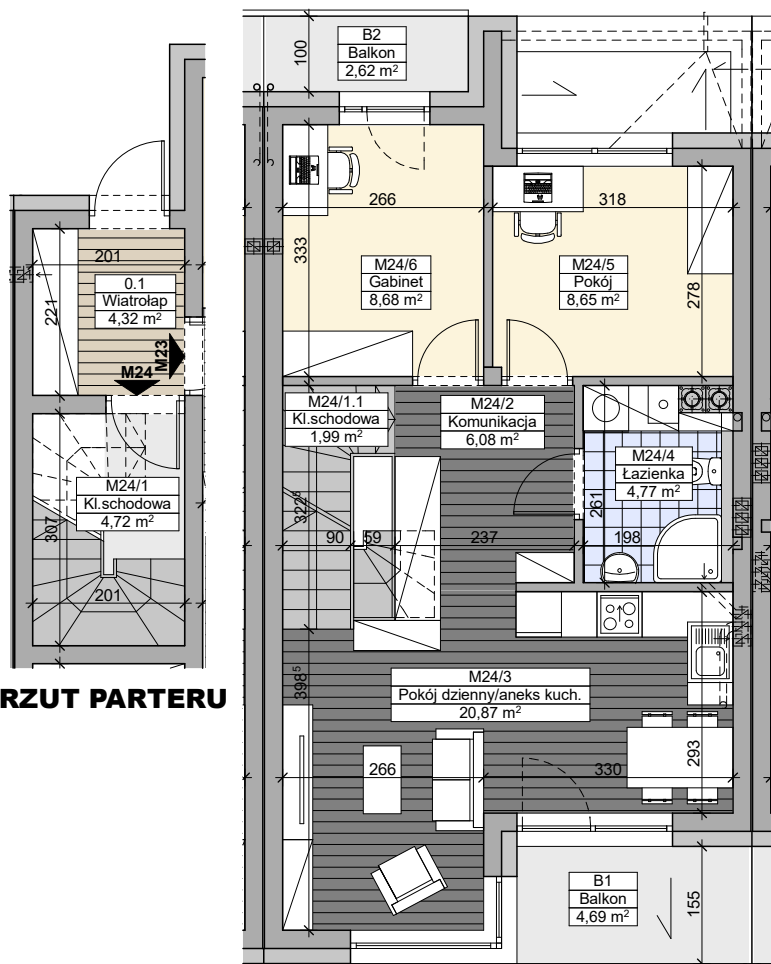 B2
Balkon
2,62 m²
100
266
318
333
M24/6
Gabinet
8,68 m²
M24/5
Pokój
8,65 m²
278
201
221
0.1
Wiatrołap
4,32 m²
M23
M24
M24/1
Kl.schodowa
4,72 m²
307
201
RZUT PARTERU
M24/1.1
Kl.schodowa
1,99 m²
M24/2
Komunikacja
6,08 m²
M24/4
Łazienka
4,77 m²
322⁵
261
90
59
237
198
398⁵
M24/3
Pokój dzienny/aneks kuch.
20,87 m²
266
330
293
B1
Balkon
4,69 m²
155